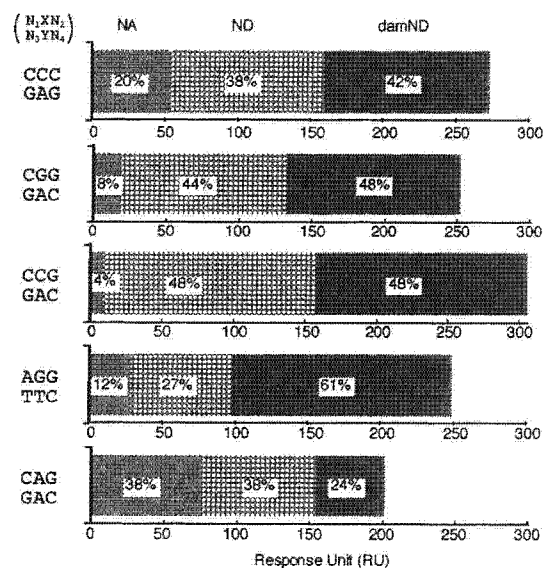 (N₁XN₂ N₃YN₄) NA ND damND
CCC
GAG
20% 38% 42%
0 50 100 150 200 250 300
CGG
GAC
8% 44% 48%
0 50 100 150 200 250 300
CCG
GAC
4% 48% 48%
0 50 100 150 200 250 300
AGG
TTC
12% 27% 61%
0 50 100 150 200 250 300
CAG
GAC
38% 38% 24%
0 50 100 150 200 250 300
Response Unit (RU)